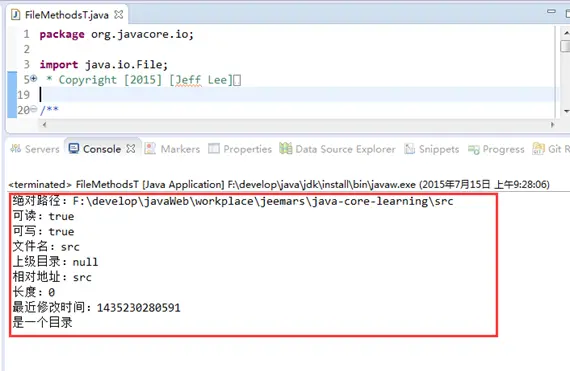 FileMethodsT.java
1 package org.javacore.io;
2
3 import java.io.File;
5 * Copyright [2015] [Jeff Lee]
19
20 /**
Servers Console Markers Properties Data Source Explorer Snippets Progress Git R
<terminated> FileMethodsT [Java Application] F:\develop\java\jdk\install\bin\javaw.exe (2015年7月15日 上午9:28:06)
绝对路径：F:\develop\javaWeb\workplace\jeemars\java-core-learning\src
可读：true
可写：true
文件名：src
上级目录：null
相对地址：src
长度：0
最近修改时间：1435230280591
是一个目录